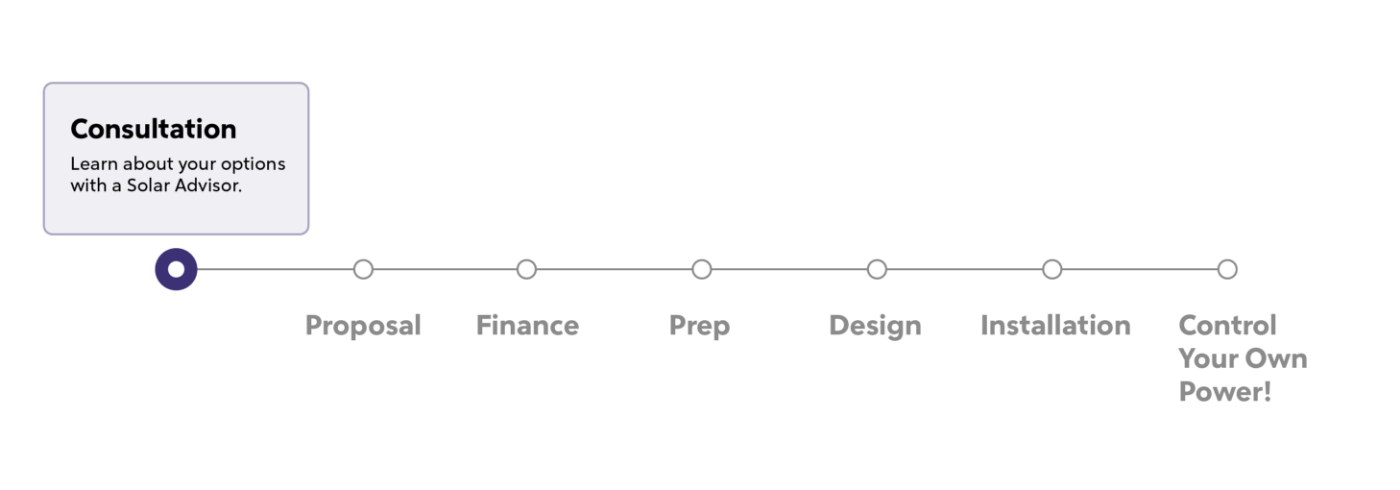 Consultation
Learn about your options
with a Solar Advisor.
Proposal
Finance
Prep
Design
Installation
Control
Your Own
Power!